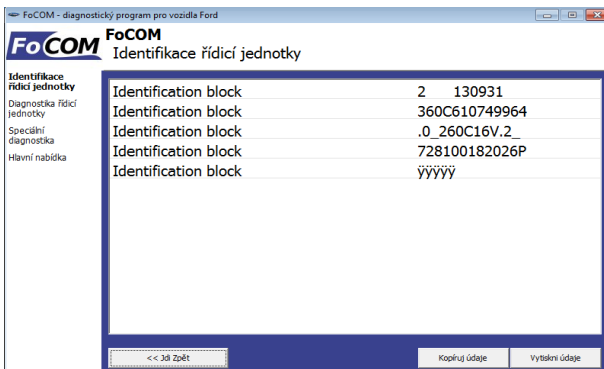 FoCOM - diagnostický program pro vozidla Ford
FoCOM
FoCOM
Identifikace řídicí jednotky
Identifikace
řídicí jednotky
Diagnostika řídicí
jednotky
Speciální
diagnostika
Hlavní nabídka
Identification block 2 130931
Identification block 360C610749964
Identification block .0_260C16V.2_
Identification block 728100182026P
Identification block ÿÿÿÿÿ
<< Jdi Zpět
Kopíruj údaje
Vytiskni údaje